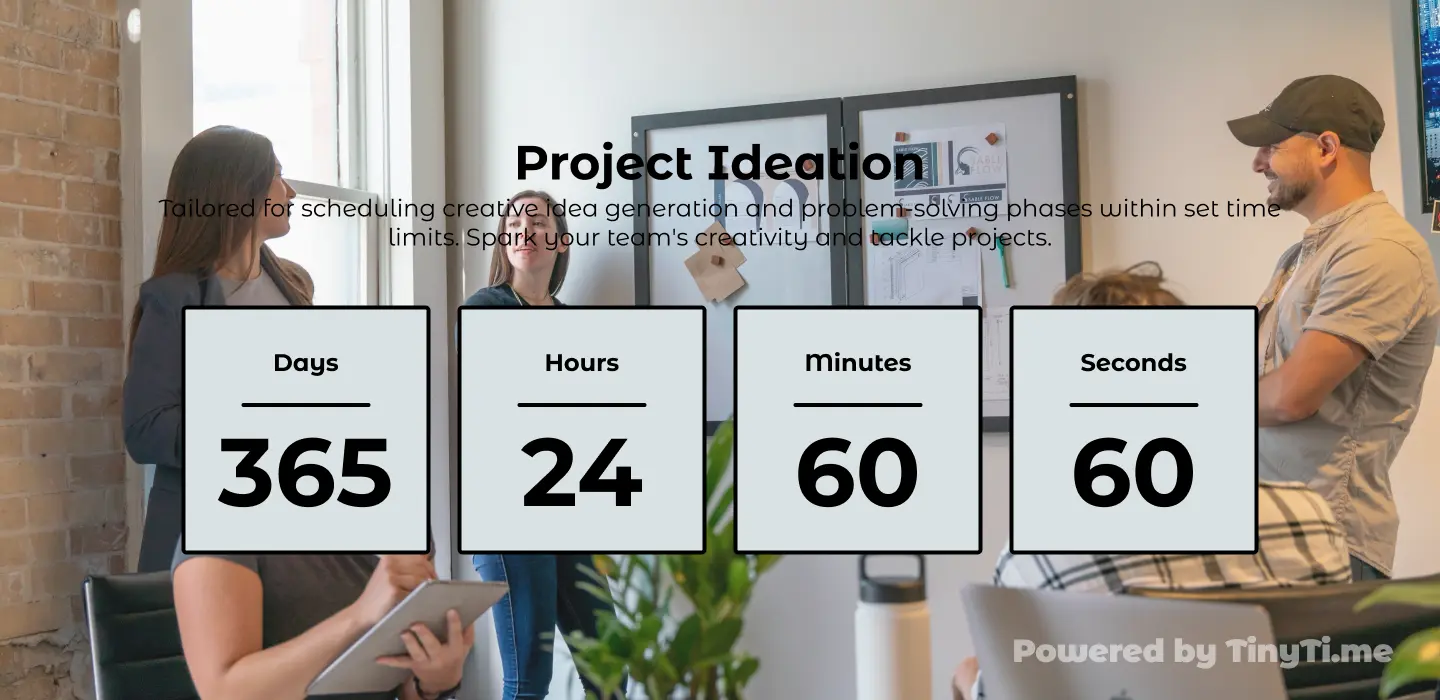 Project Ideation
Tailored for scheduling creative idea generation and problem-solving phases within set time
limits. Spark your team's creativity and tackle projects.
Days
Hours
Minutes
Seconds
365
24
60
60
Powered by TinyTi.me